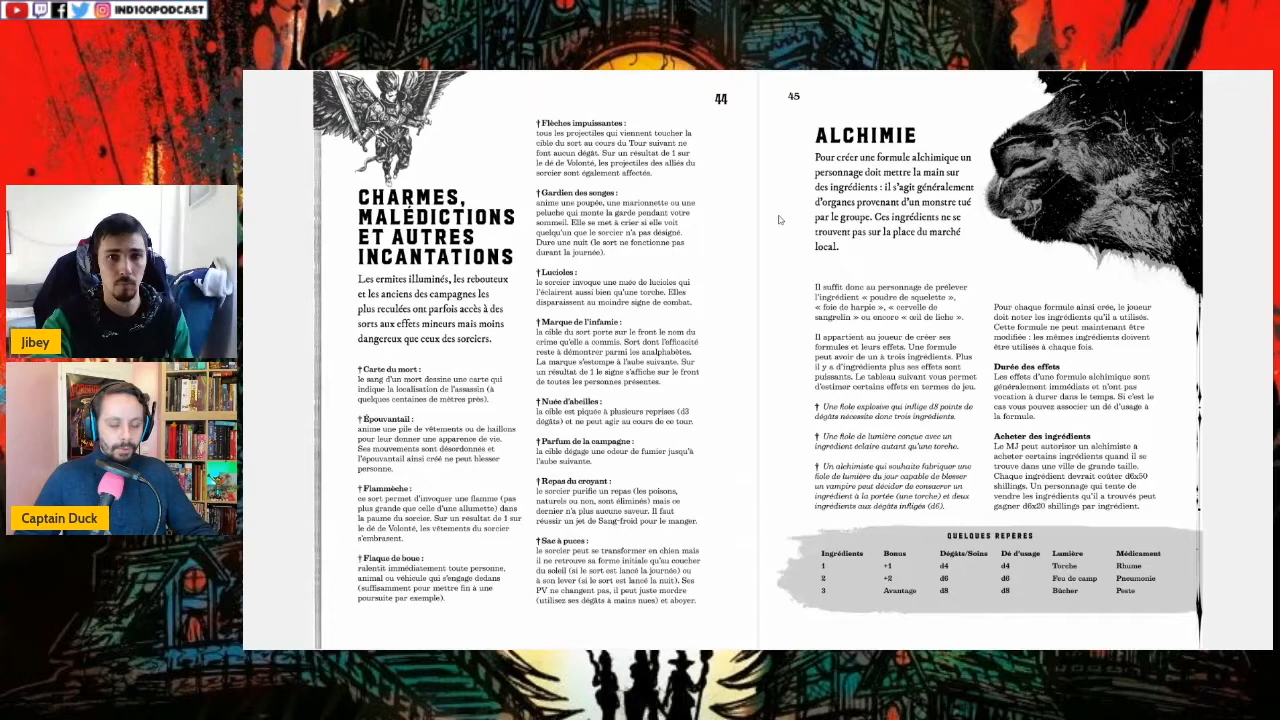 IND100PODCAST
Jibey
Captain Duck
44
CHARMES,
MALÉDICTIONS
ET AUTRES
INCANTATIONS
Les ermites illuminés, les rebouteux
et les anciens des campagnes les
plus reculées ont parfois accès à des
sorts aux effets mineurs mais moins
dangereux que ceux des sorciers.
† Carte du mort :
le sang d'un mort dessine une carte qui
indique la localisation de l'assassin (à
quelques centaines de mètres près).
† Épouvantail :
anime une pile de vêtements ou de haillons
pour leur donner une apparence de vie.
Ses mouvements sont désordonnés et
l'épouvantail ainsi créé ne peut blesser
personne.
† Flammèche :
ce sort permet d'invoquer une flamme (pas
plus grande que celle d'une allumette) dans
la paume du sorcier. Sur un résultat de 1 sur
le dé de Volonté, les vêtements du sorcier
s'embrasent.
† Flaque de boue :
ralentit immédiatement toute personne,
animal ou véhicule qui s'engage dedans
(suffisamment pour mettre fin à une
poursuite par exemple).
† Flèches impuissantes :
tous les projectiles qui viennent toucher la
cible du sort au cours du Tour suivant ne
font aucun dégât. Sur un résultat de 1 sur
le dé de Volonté, les projectiles des alliés du
sorcier sont également affectés.
† Gardien des songes :
anime une poupée, une marionnette ou une
peluche qui monte la garde pendant votre
sommeil. Elle se met à crier si elle voit
quelqu'un que le sorcier n'a pas désigné.
Dure une nuit (le sort ne fonctionne pas
durant la journée).
† Lucioles :
le sorcier invoque une nuée de lucioles qui
l'éclairent aussi bien qu'une torche. Elles
disparaissent au moindre signe de combat.
† Marque de l'infamie :
la cible du sort porte sur le front le nom du
crime qu'elle a commis. Sort dont l'efficacité
reste à démontrer parmi les analphabètes.
La marque s'estompe à l'aube suivante. Sur
un résultat de 1 le signe s'affiche sur le front
de toutes les personnes présentes.
† Nuée d'abeilles :
la cible est piquée à plusieurs reprises (d3
dégâts) et ne peut agir au cours de ce tour.
† Parfum de la campagne :
la cible dégage une odeur de fumier jusqu'à
l'aube suivante.
† Repas du croyant :
le sorcier purifie un repas (les poisons,
naturels ou non, sont éliminés) mais ce
dernier n'a plus aucune saveur. Il faut
réussir un jet de Sang-froid pour le manger.
† Sac à puces :
le sorcier peut se transformer en chien mais
il ne retrouve sa forme initiale qu'au coucher
du soleil (si le sort est lancé la journée) ou
à son lever (si le sort est lancé la nuit). Ses
PV ne changent pas, il peut juste mordre
(utilisez ses dégâts à mains nues) et aboyer.
45
ALCHIMIE
Pour créer une formule alchimique un
personnage doit mettre la main sur
des ingrédients : il s'agit généralement
d'organes provenant d'un monstre tué
par le groupe. Ces ingrédients ne se
trouvent pas sur la place du marché
local.
Il suffit donc au personnage de prélever
l'ingrédient « poudre de squelette »,
« foie de harpie », « cervelle de
sangrelin » ou encore « œil de liche ».
Il appartient au joueur de créer ses
formules et leurs effets. Une formule
peut avoir de un à trois ingrédients. Plus
il y a d'ingrédients plus ses effets sont
puissants. Le tableau suivant vous permet
d'estimer certains effets en termes de jeu.
† Une fiole explosive qui inflige d8 points de
dégâts nécessite donc trois ingrédients.
† Une fiole de lumière conçue avec un
ingrédient éclaire autant qu'une torche.
† Un alchimiste qui souhaite fabriquer une
fiole de lumière du jour capable de blesser
un vampire peut décider de consacrer un
ingrédient à la portée (une torche) et deux
ingrédients aux dégâts infligés (d6).
Pour chaque formule ainsi créée, le joueur
doit noter les ingrédients qu'il a utilisés.
Cette formule ne peut maintenant être
modifiée : les mêmes ingrédients doivent
être utilisés à chaque fois.
Durée des effets
Les effets d'une formule alchimique sont
généralement immédiats et n'ont pas
vocation à durer dans le temps. Si c'est le
cas vous pouvez associer un dé d'usage à
la formule.
Acheter des ingrédients
Le MJ peut autoriser un alchimiste a
acheter certains ingrédients quand il se
trouve dans une ville de grande taille.
Chaque ingrédient devrait coûter d6x50
shillings. Un personnage qui tente de
vendre les ingrédients qu'il a trouvés peut
gagner d6x20 shillings par ingrédient.
QUELQUES REPÈRES
Ingrédients Bonus Dégâts/Soins Dé d'usage Lumière Médicament
1 +1 d4 d4 Torche Rhume
2 +2 d6 d6 Feu de camp Pneumonie
3 Avantage d8 d8 Bûcher Peste